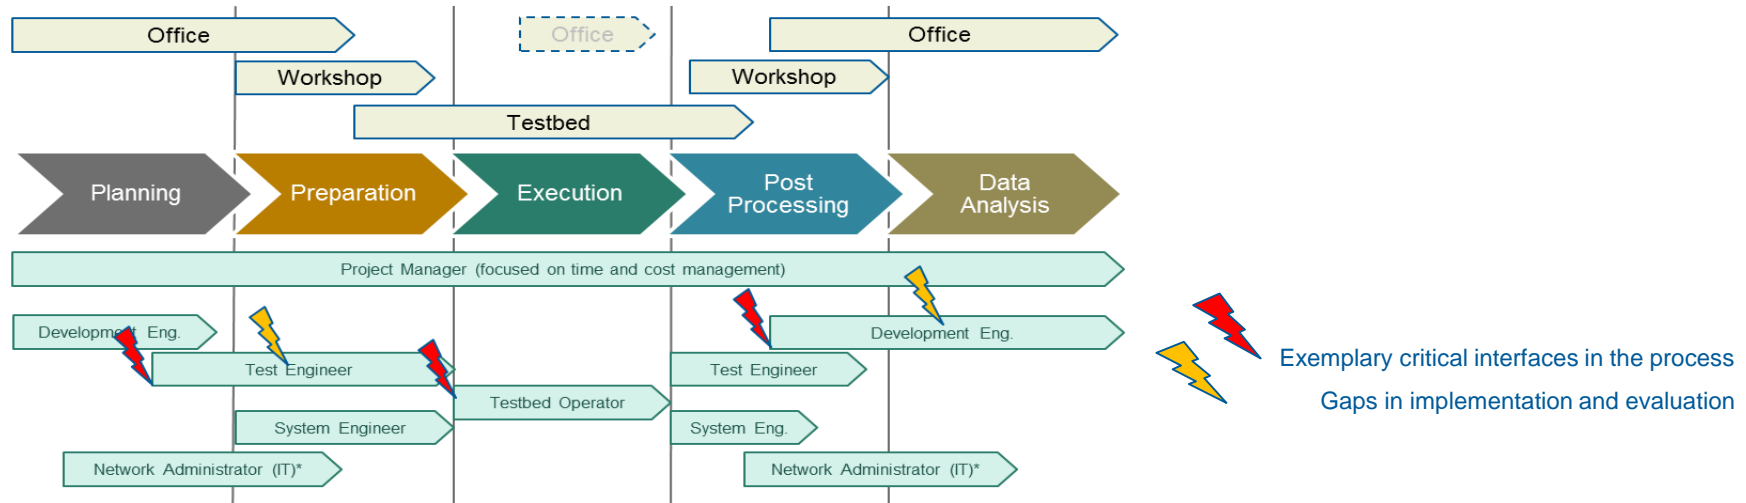 Office
Office
Office
Workshop
Workshop
Testbed
Planning
Preparation
Execution
Post
Processing
Data
Analysis
Project Manager (focused on time and cost management)
Development Eng.
Development Eng.
Test Engineer
Test Engineer
Testbed Operator
System Engineer
System Eng.
Network Administrator (IT)*
Network Administrator (IT)*
Exemplary critical interfaces in the process
Gaps in implementation and evaluation